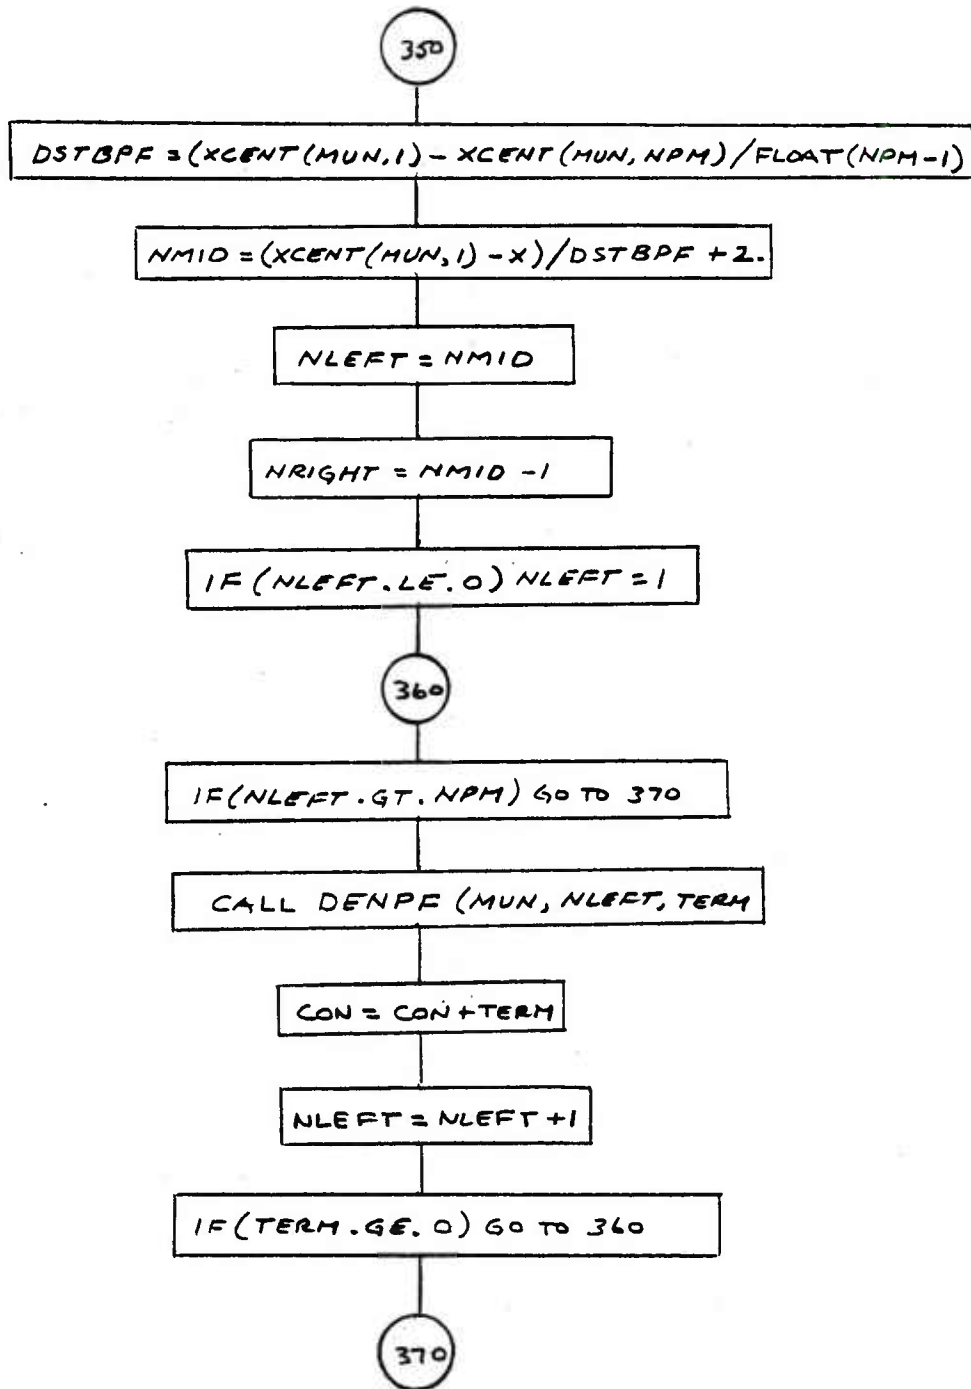 350
DSTBPF = (XCENT(MUN,1) - XCENT(MUN,NPM)/FLOAT(NPM-1)
NMID = (XCENT(MUN,1) - X)/DSTBPF + 2.
NLEFT = NMID
NRIGHT = NMID - 1
IF(NLEFT.LE.0) NLEFT = 1
360
IF(NLEFT.GT.NPM) GO TO 370
CALL DENPF (MUN, NLEFT, TERM
CON = CON + TERM
NLEFT = NLEFT + 1
IF(TERM.GE.0) GO TO 360
370